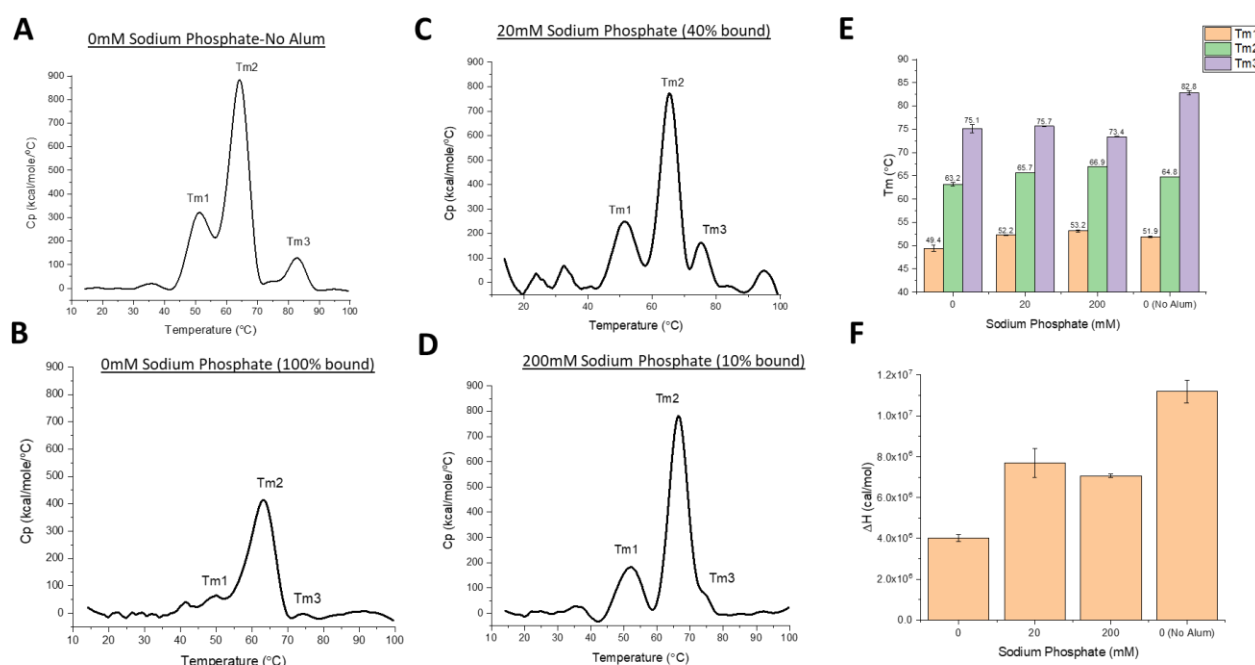 A
0mM Sodium Phosphate-No Alum
900
800
700
600
500
400
300
200
100
0
Cp (kcal/mole/°C)
Tm1
Tm2
Tm3
10 20 30 40 50 60 70 80 90 100
Temperature (°C)
B
0mM Sodium Phosphate (100% bound)
900
800
700
600
500
400
300
200
100
0
Cp (kcal/mole/°C)
Tm1
Tm2
Tm3
10 20 30 40 50 60 70 80 90 100
Temperature (°C)
C
20mM Sodium Phosphate (40% bound)
900
800
700
600
500
400
300
200
100
0
Cp (kcal/mole/°C)
Tm1
Tm2
Tm3
10 20 40 60 80 100
Temperature (°C)
D
200mM Sodium Phosphate (10% bound)
900
800
700
600
500
400
300
200
100
0
Cp (kcal/mole/°C)
Tm1
Tm2
Tm3
10 20 30 40 50 60 70 80 90 100
Temperature (°C)
E
Tm1
Tm2
Tm3
90
85
80
75
70
65
60
55
50
45
40
Tm (°C)
49.4 63.2 75.1
52.2 65.7 75.7
53.2 66.9 73.4
51.9 64.8 82.8
0 20 200 0 (No Alum)
Sodium Phosphate (mM)
F
1.2x10⁷
1.0x10⁷
8.0x10⁶
6.0x10⁶
4.0x10⁶
2.0x10⁶
0.0
ΔH (cal/mol)
0 20 200 0 (No Alum)
Sodium Phosphate (mM)